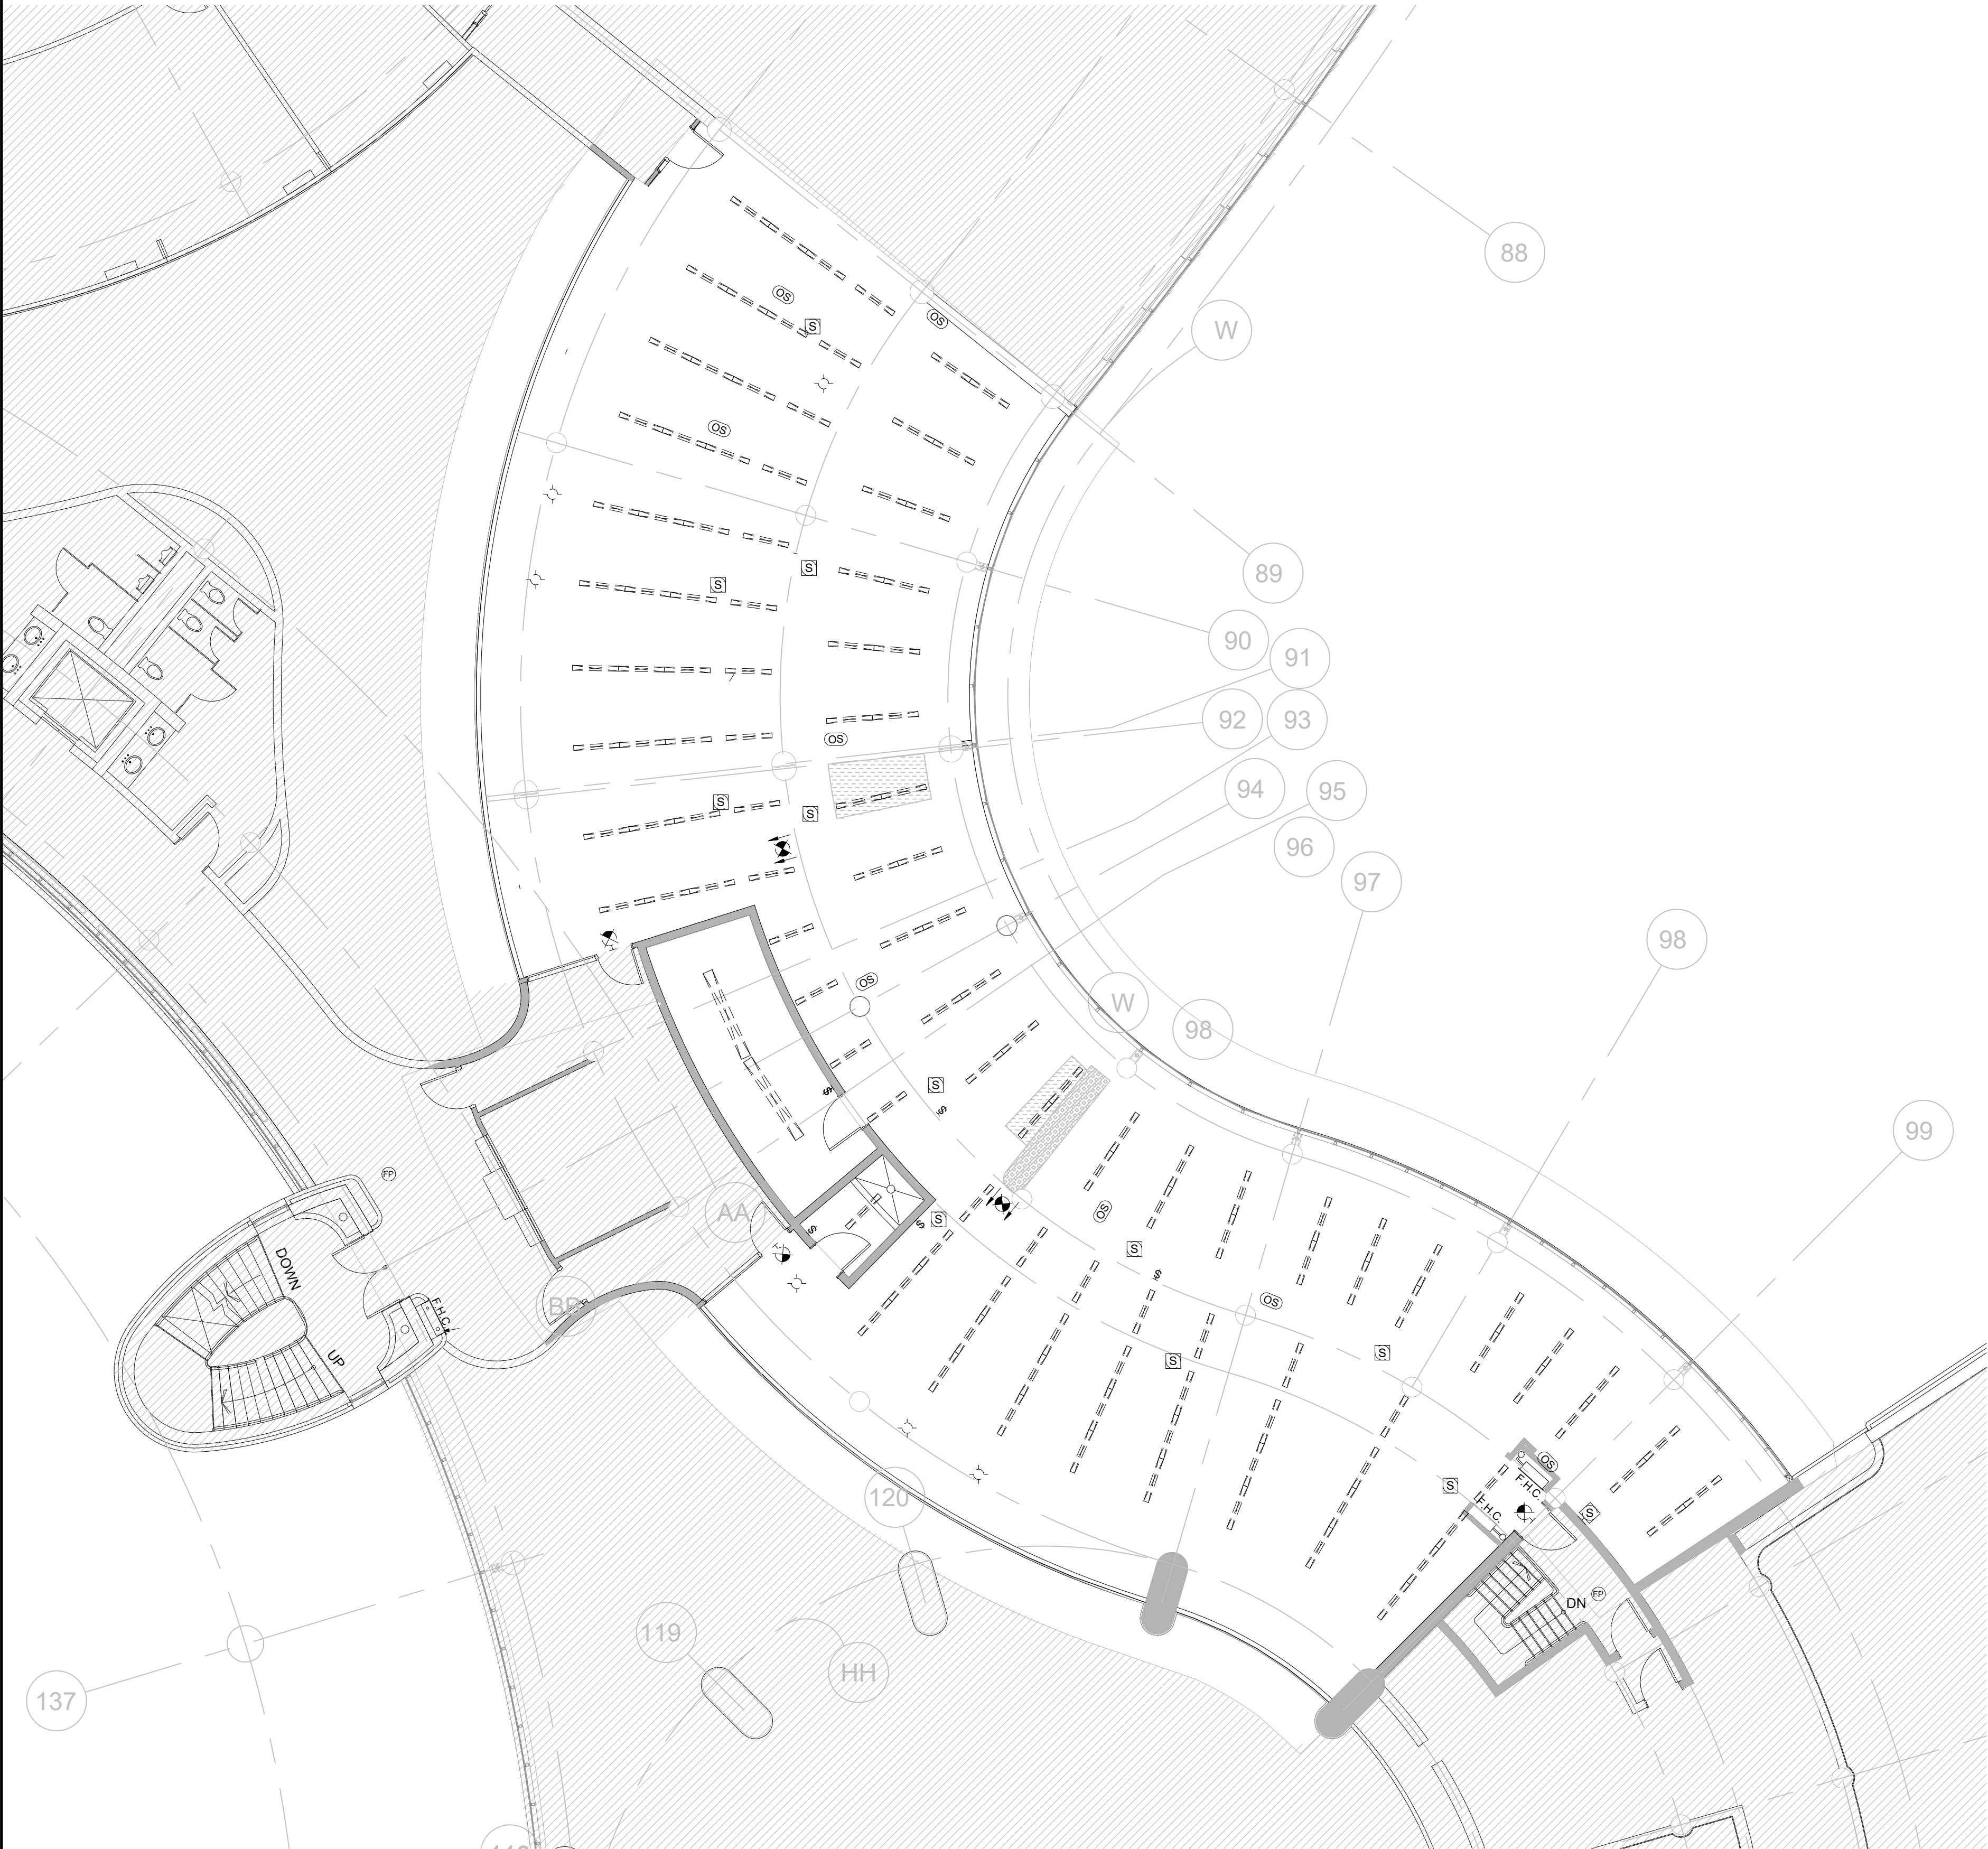 88
W
OS
OS
S
OS
89
S
S
90
91
92
93
OS
94
95
S
S
96
97
98
OS
W
98
S
$
$
99
FP
AA
OS
S
$
$
S
DOWN
$
BB
OS
F.H.C.
UP
S
S
OS
S
F.H.C.
120
F.H.C.
S
FP
DN
119
HH
137